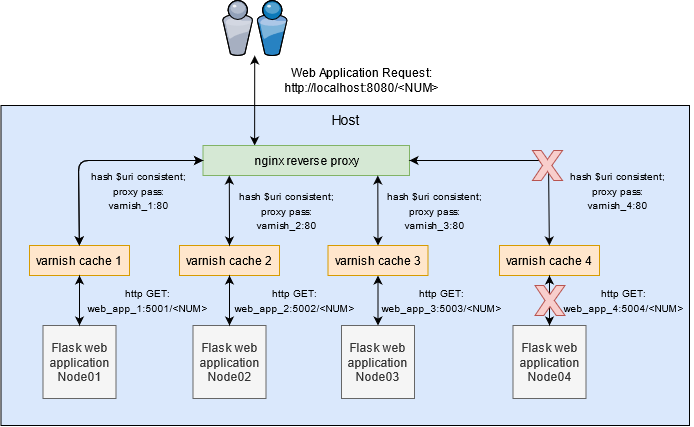 Web Application Request:
http://localhost:8080/<NUM>
Host
nginx reverse proxy
hash $uri consistent;
proxy pass:
varnish_1:80
hash $uri consistent;
proxy pass:
varnish_2:80
hash $uri consistent;
proxy pass:
varnish_3:80
hash $uri consistent;
proxy pass:
varnish_4:80
varnish cache 1
varnish cache 2
varnish cache 3
varnish cache 4
http GET:
web_app_1:5001/<NUM>
http GET:
web_app_2:5002/<NUM>
http GET:
web_app_3:5003/<NUM>
http GET:
web_app_4:5004/<NUM>
Flask web
application
Node01
Flask web
application
Node02
Flask web
application
Node03
Flask web
application
Node04